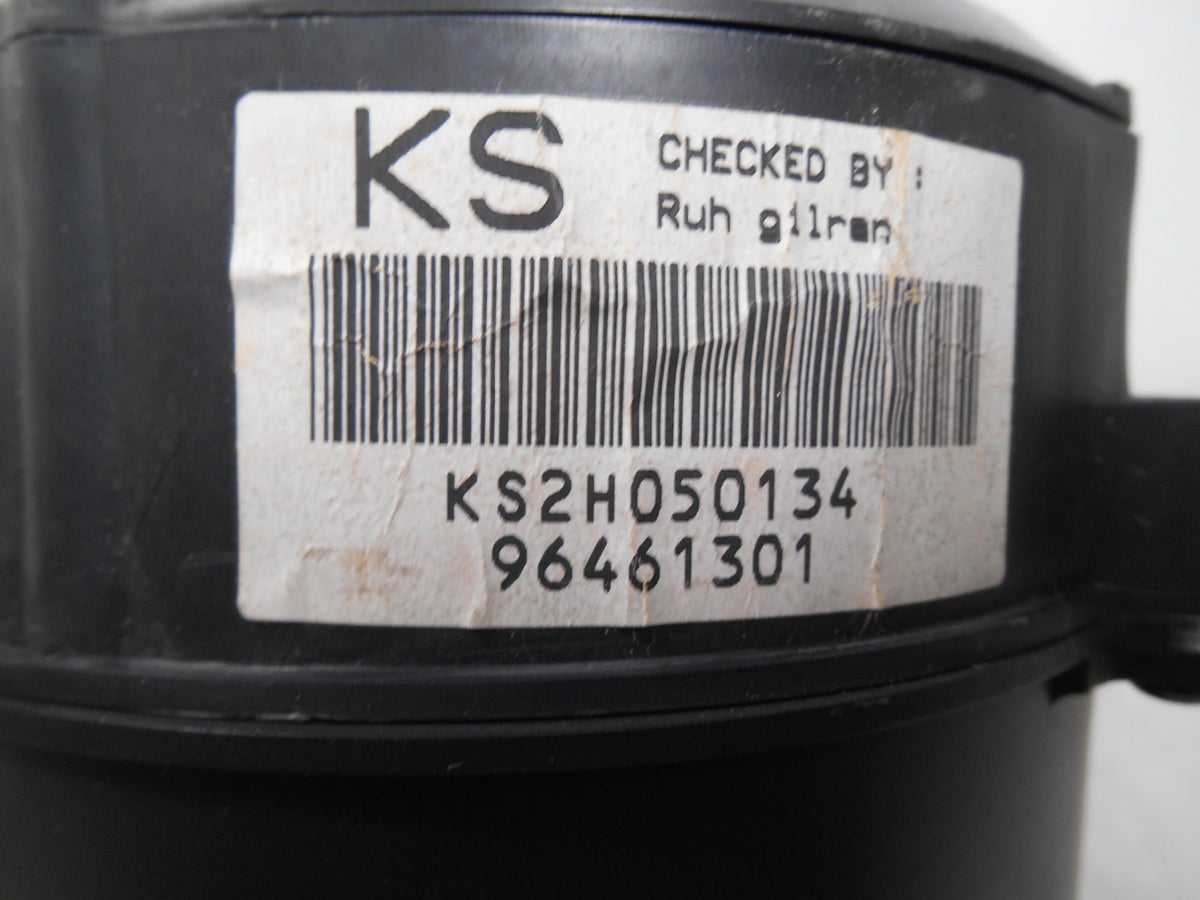 KS
CHECKED BY :
Ruh gilran
KS2H050134
96461301